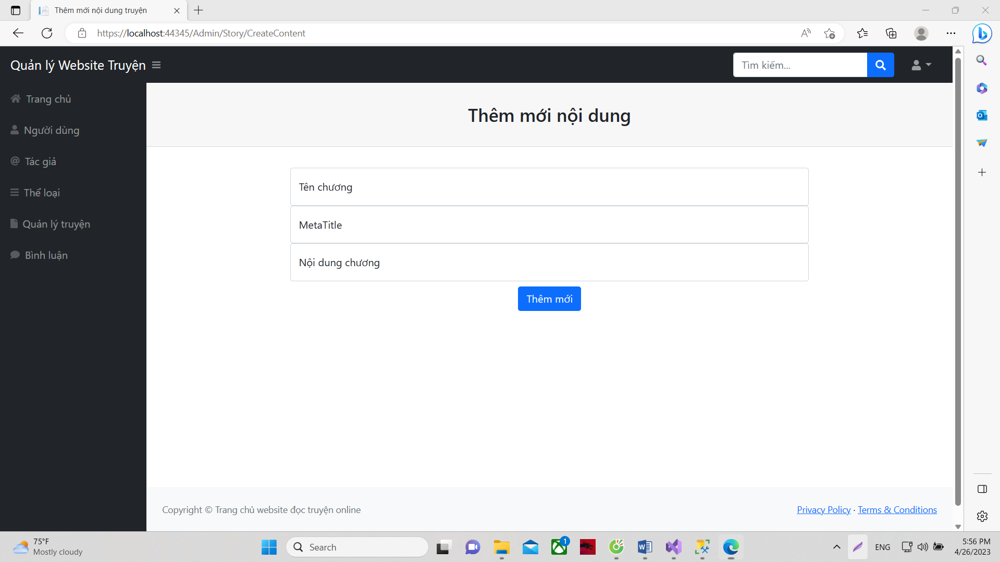 Thêm mới nội dung truyện
https://localhost:44345/Admin/Story/CreateContent
Quản lý Website Truyện
Tìm kiếm...
Trang chủ
Người dùng
Tác giả
Thể loại
Quản lý truyện
Bình luận
Thêm mới nội dung
Tên chương
MetaTitle
Nội dung chương
Thêm mới
Copyright © Trang chủ website đọc truyện online
Privacy Policy · Terms & Conditions
75°F
Mostly cloudy
Search
1
ENG
5:56 PM
4/26/2023